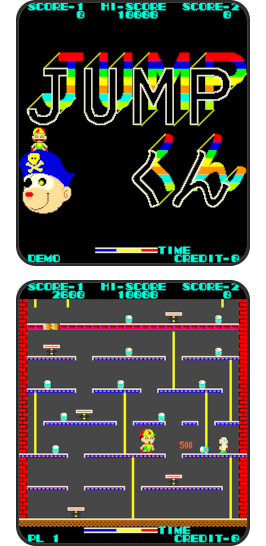 SCORE-1 HI-SCORE SCORE-2
0 10000 0
JUMP
くん
TIME
DEMO CREDIT-0
SCORE-1 HI-SCORE SCORE-2
2600 10000 0
500
TIME
PL 1 CREDIT-0